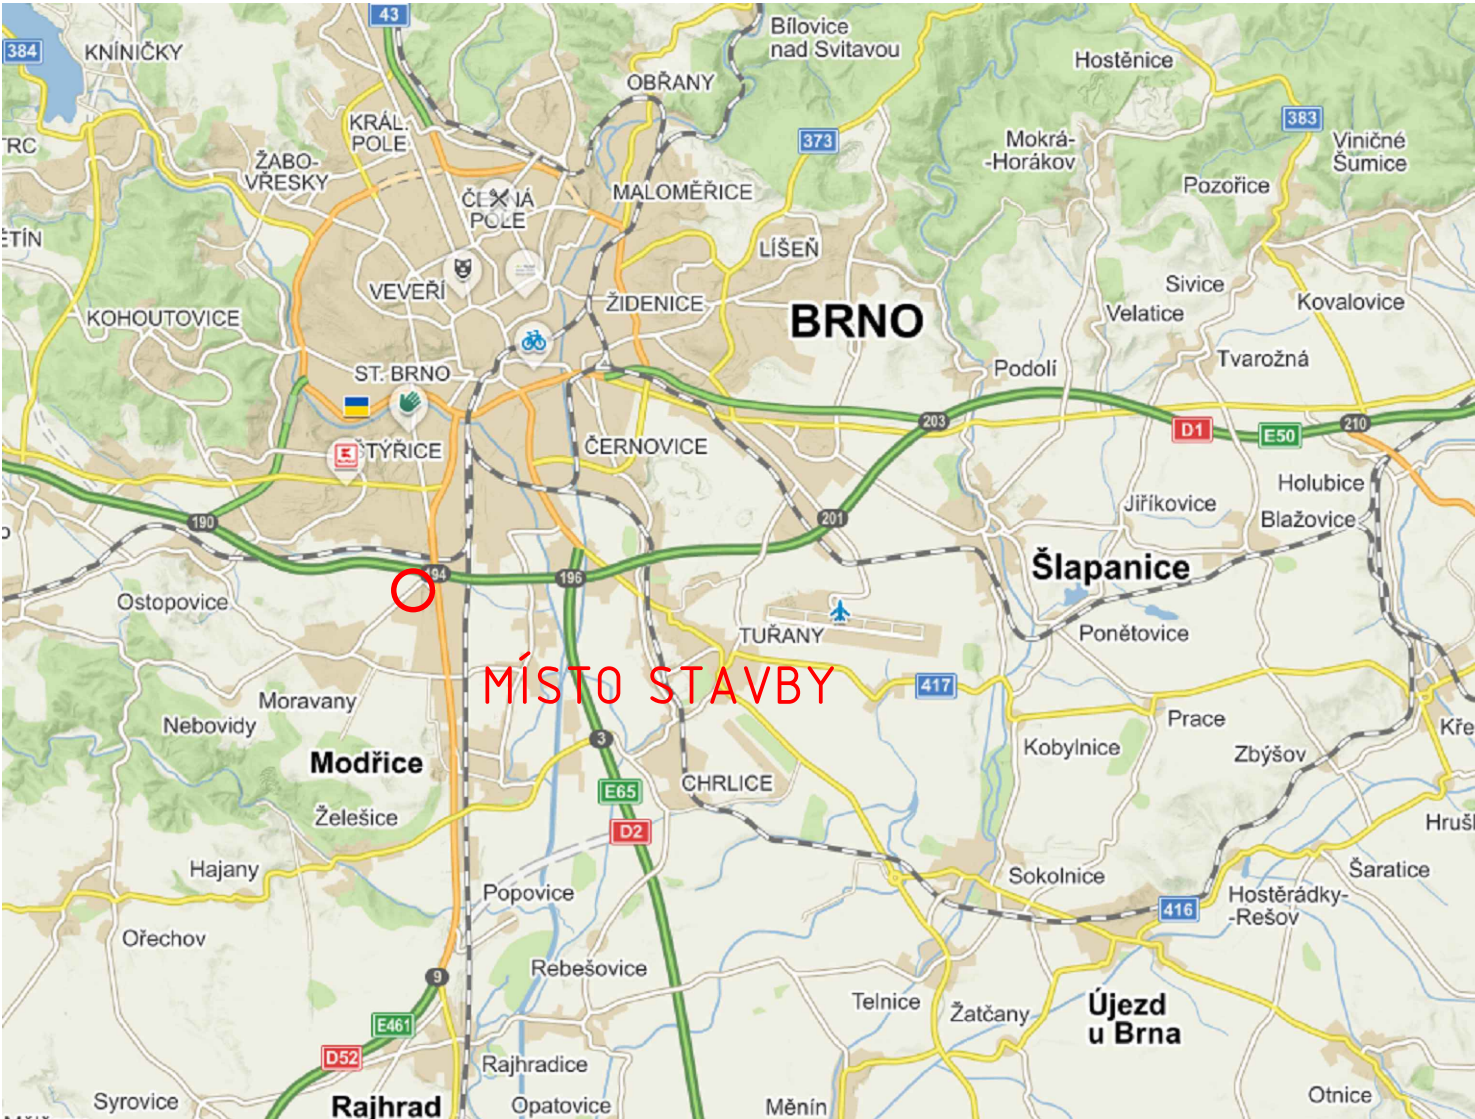 43
Bílovice
nad Svitavou
384
KNÍNIČKY
Hostěnice
OBŘANY
KRÁL.
POLE
373
383
TRC
Mokrá-
-Horákov
Viničné
Šumice
ŽABO-
VŘESKY
Pozořice
MALOMĚŘICE
POLE
ĚTÍN
LÍŠEŇ
VEVEŘÍ
Sivice
ŽIDENICE
Kovalovice
KOHOUTOVICE
BRNO
Velatice
Tvarožná
Podolí
ST. BRNO
203
D1
E50
210
ŠTÝŘICE
ČERNOVICE
Holubice
Jiříkovice
190
201
Blažovice
194
196
Šlapanice
Ostopovice
TUŘANY
Ponětovice
MÍSTO STAVBY
417
Moravany
Nebovidy
Prace
Kře
3
Kobylnice
Zbýšov
Modřice
CHRLICE
E65
Želešice
D2
Hrušk
Hajany
Šaratice
Sokolnice
Popovice
Hostěrádky-
-Rešov
416
Ořechov
Rebešovice
9
Telnice
Žatčany
Újezd
u Brna
E461
D52
Rajhradice
Syrovice
Rajhrad
Opatovice
Měnín
Otnice